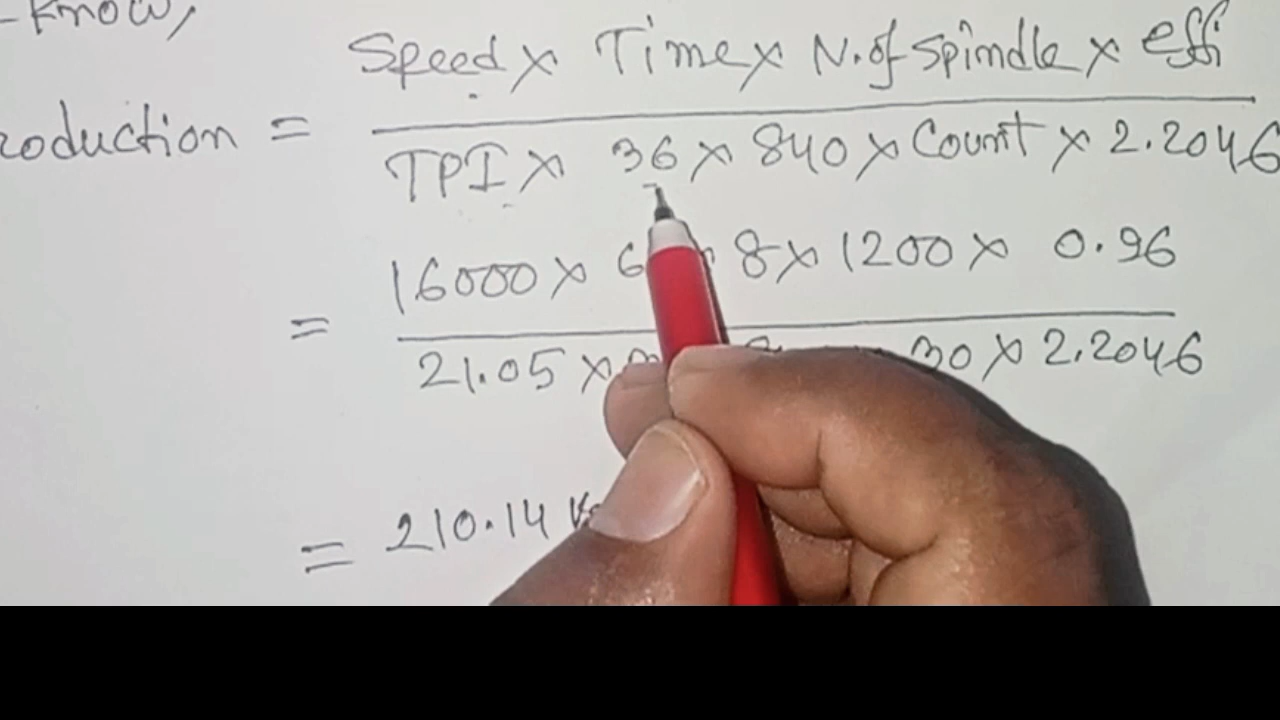 Know,
Speed x Time x N. of Spindle x effi
roduction =
TPI x 36 x 840 x Count x 2.2046
16000 x 6 8 x 1200 x 0.96
=
21.05 x 30 x 2.2046
= 210.14